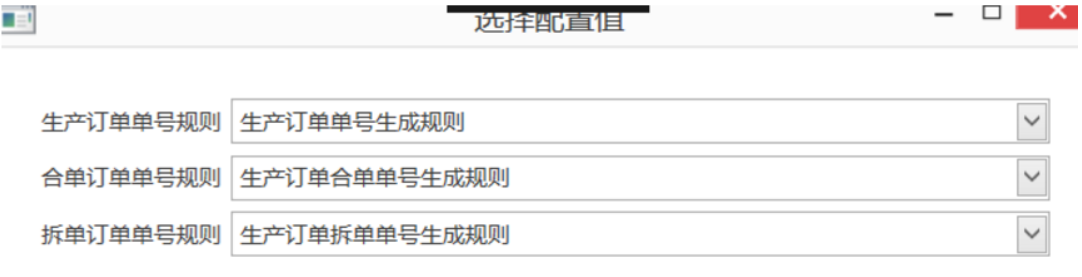 选择配置值
生产订单单号规则 生产订单单号生成规则
合单订单单号规则 生产订单合单单号生成规则
拆单订单单号规则 生产订单拆单单号生成规则